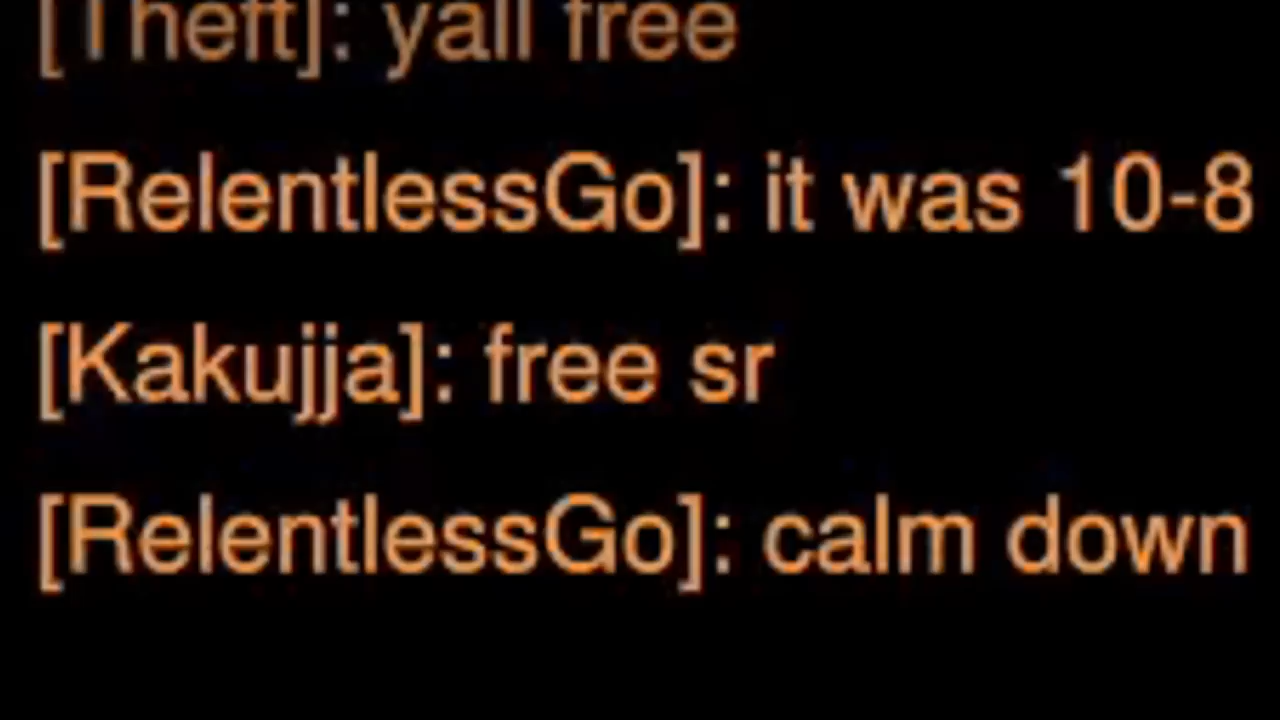 [Theft]: yall free
[RelentlessGo]: it was 10-8
[Kakujja]: free sr
[RelentlessGo]: calm down